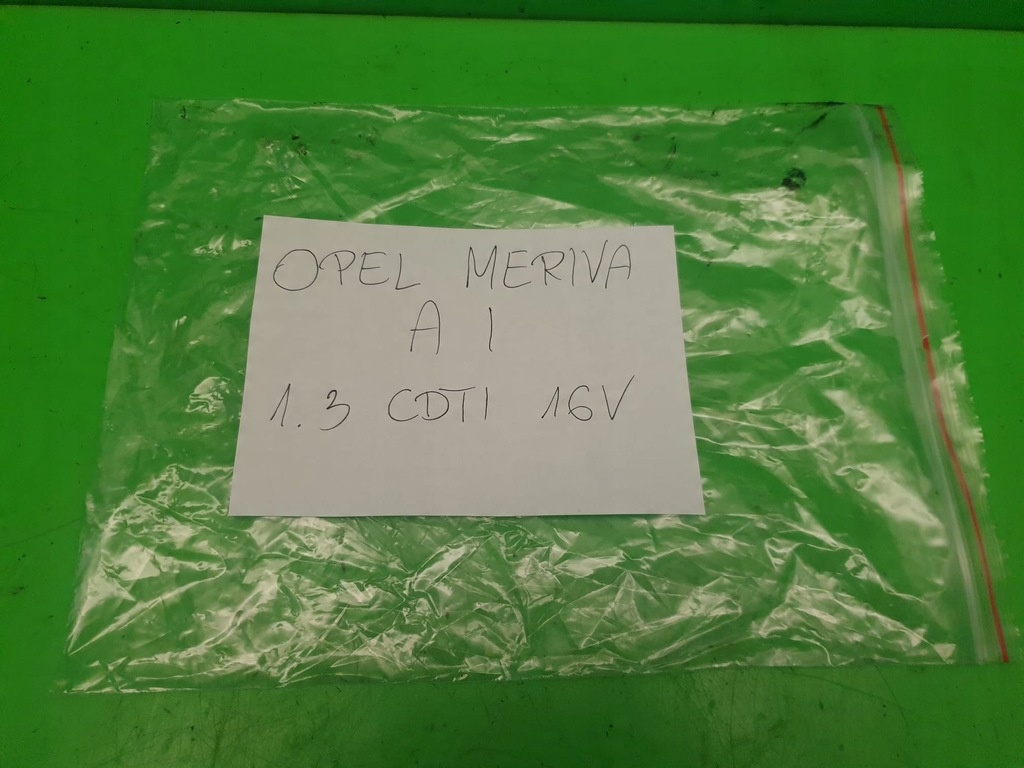 OPEL MERIVA
A I
1.3 CDTI 16V